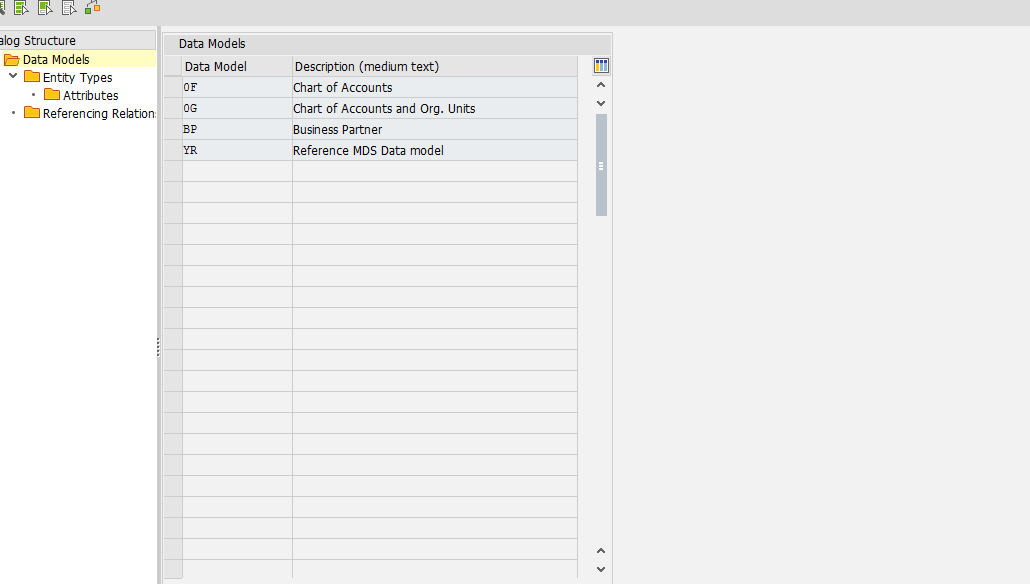 alog Structure
Data Models
Entity Types
Attributes
Referencing Relation
Data Models
Data Model Description (medium text)
0F Chart of Accounts
0G Chart of Accounts and Org. Units
BP Business Partner
YR Reference MDS Data model